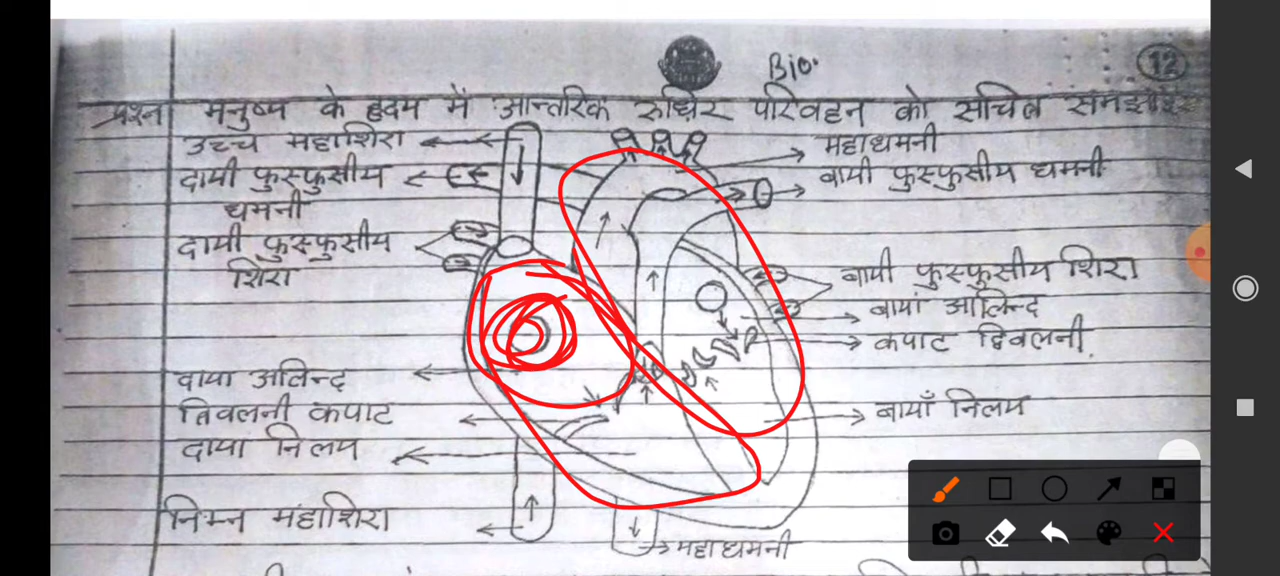 Bio.
12
प्रश्न मनुष्य के हृदय में आन्तरिक रुधिर परिवहन को सचित्र समझाइए
उच्च महाशिरा
महाधमनी
दायी फुस्फुसीय
धमनी
बायी फुस्फुसीय धमनी
दायी फुस्फुसीय
शिरा
बायी फुस्फुसीय शिरा
बायां आलिन्द
कपाट द्विवलनी
दाया अलिन्द
त्रिवलनी कपाट
बायाँ निलय
दाया निलय
निम्न महाशिरा
महाधमनी